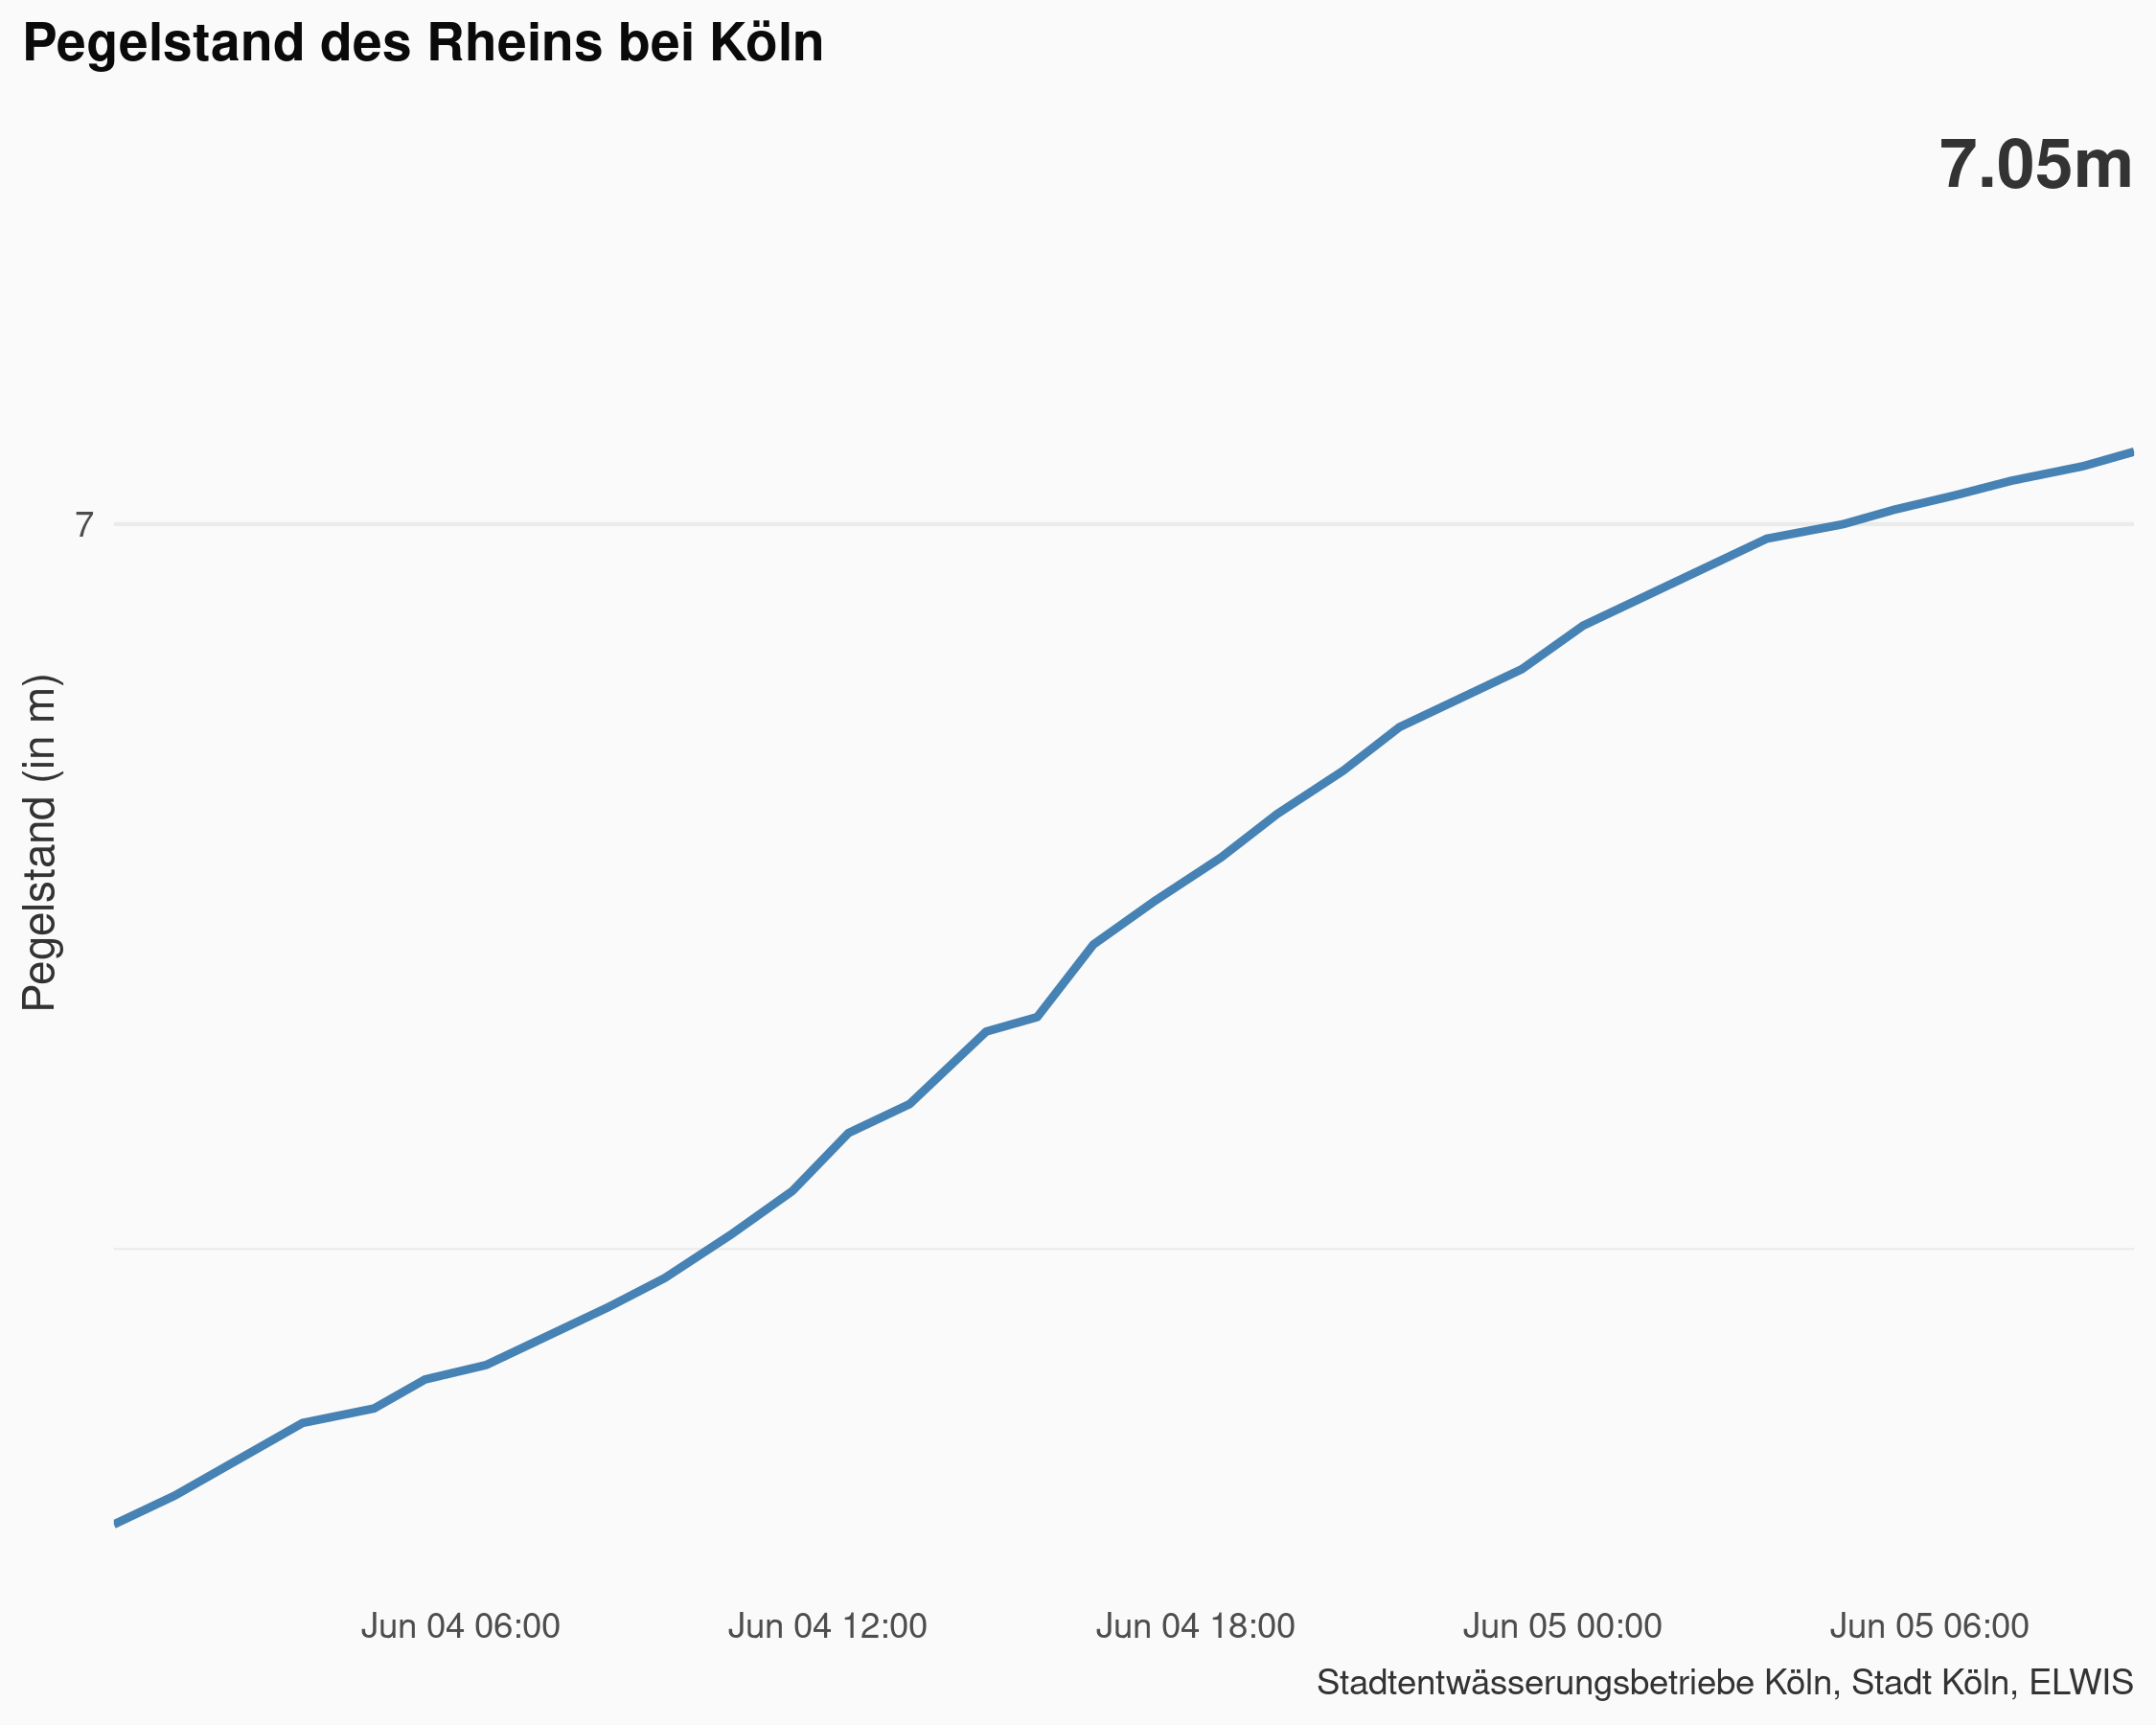 Pegelstand des Rheins bei Köln
7.05m
7
Pegelstand (in m)
Jun 04 06:00
Jun 04 12:00
Jun 04 18:00
Jun 05 00:00
Jun 05 06:00
Stadtentwässerungsbetriebe Köln, Stadt Köln, ELWIS